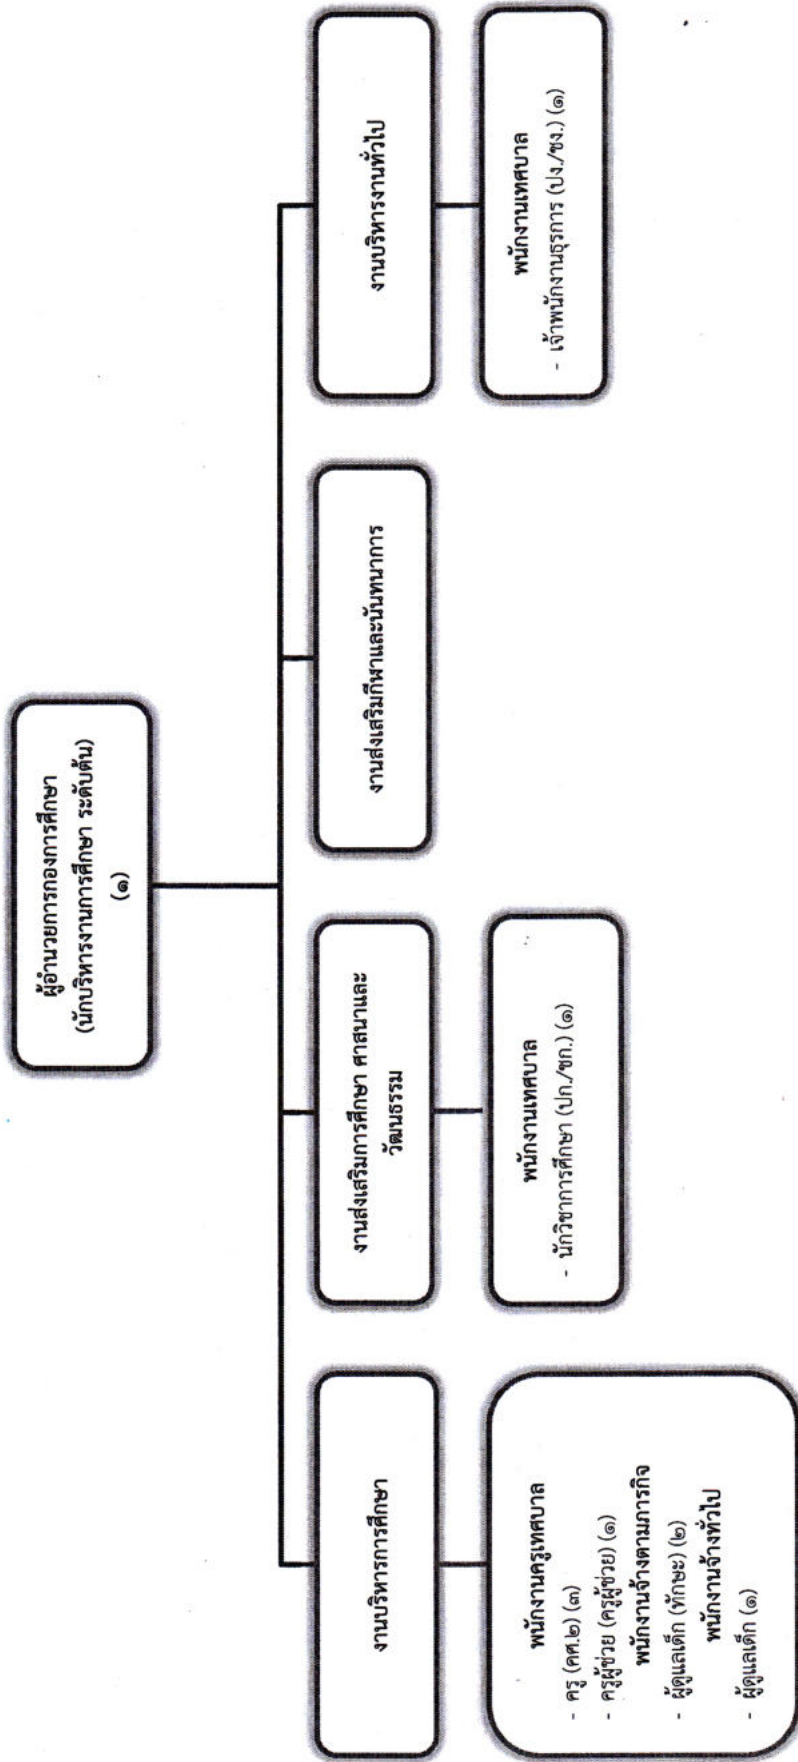 ผู้อำนวยการกองการศึกษา
(นักบริหารงานการศึกษา ระดับต้น)
(๑)
งานบริหารการศึกษา
พนักงานครูเทศบาล
- ครู (คศ.๒) (๓)
- ครูผู้ช่วย (ครูผู้ช่วย) (๑)
พนักงานจ้างตามภารกิจ
- ผู้ดูแลเด็ก (ทักษะ) (๒)
พนักงานจ้างทั่วไป
- ผู้ดูแลเด็ก (๑)
งานส่งเสริมการศึกษา ศาสนาและ
วัฒนธรรม
พนักงานเทศบาล
- นักวิชาการศึกษา (ปก./ชก.) (๑)
งานส่งเสริมกีฬาและนันทนาการ
งานบริหารงานทั่วไป
พนักงานเทศบาล
- เจ้าพนักงานธุรการ (ปง./ชง.) (๑)